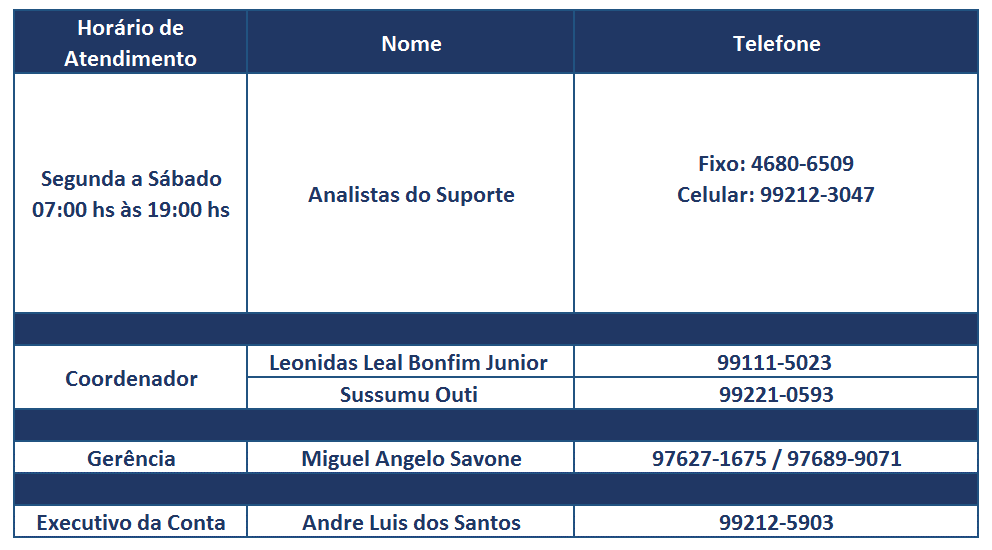 Horário de
Atendimento
Nome
Telefone
Segunda a Sábado
07:00 hs às 19:00 hs
Analistas do Suporte
Fixo: 4680-6509
Celular: 99212-3047
Coordenador
Leonidas Leal Bonfim Junior
99111-5023
Sussumu Outi
99221-0593
Gerência
Miguel Angelo Savone
97627-1675 / 97689-9071
Executivo da Conta
Andre Luis dos Santos
99212-5903